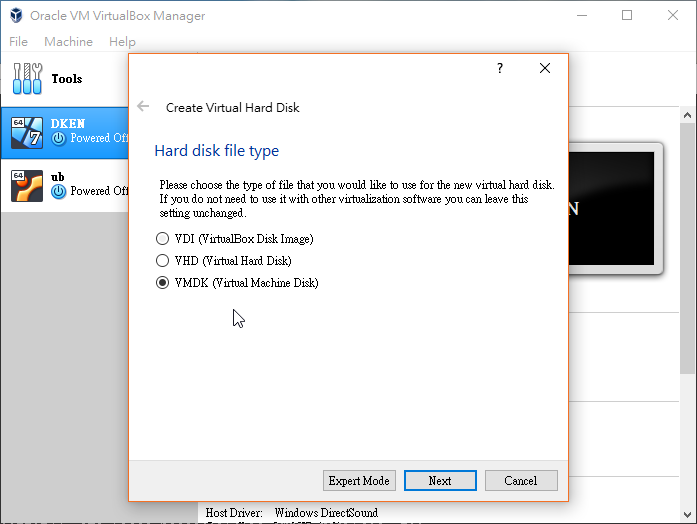 Oracle VM VirtualBox Manager
File Machine Help
Tools
64
7
DKEN
Powered Off
64
ub
Powered Off
?
Create Virtual Hard Disk
Hard disk file type
Please choose the type of file that you would like to use for the new virtual hard disk.
If you do not need to use it with other virtualization software you can leave this
setting unchanged.
VDI (VirtualBox Disk Image)
VHD (Virtual Hard Disk)
VMDK (Virtual Machine Disk)
N
Expert Mode Next Cancel
Host Driver: Windows DirectSound